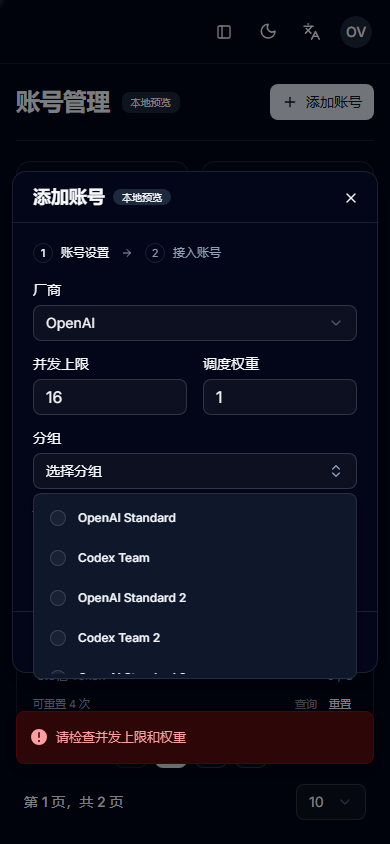 OV
账号管理 本地预览
添加账号
添加账号 本地预览
1 账号设置 → 2 接入账号
厂商
OpenAI
并发上限 调度权重
16 1
分组
选择分组
OpenAI Standard
Codex Team
OpenAI Standard 2
Codex Team 2
可重置 4 次 查询 重置
请检查并发上限和权重
第 1 页，共 2 页 10